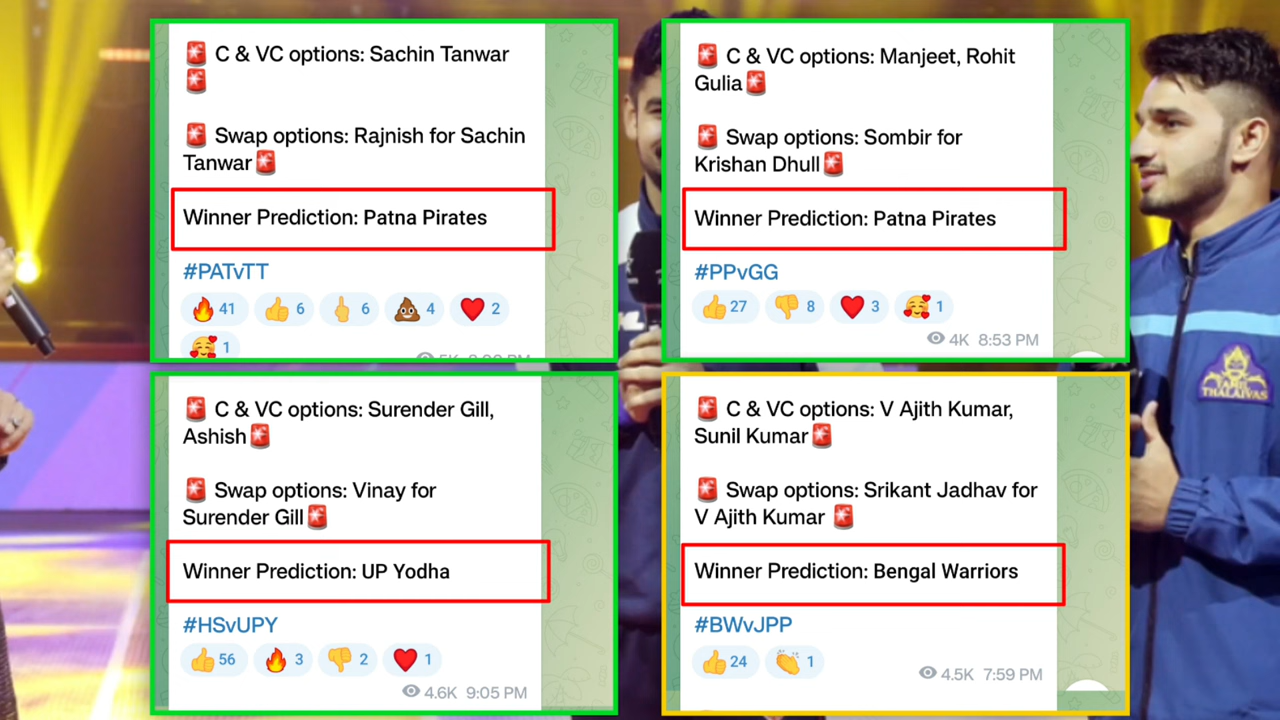 🚨 C & VC options: Sachin Tanwar
🚨
🚨 Swap options: Rajnish for Sachin
Tanwar🚨
Winner Prediction: Patna Pirates
#PATvTT
🔥 41 👍 6 🖕 6 💩 4 ❤️ 2
🥰 1
🚨 C & VC options: Manjeet, Rohit
Gulia🚨
🚨 Swap options: Sombir for
Krishan Dhull🚨
Winner Prediction: Patna Pirates
#PPvGG
👍 27 👎 8 ❤️ 3 🥰 1
4K 8:53 PM
🚨 C & VC options: Surender Gill,
Ashish🚨
🚨 Swap options: Vinay for
Surender Gill🚨
Winner Prediction: UP Yodha
#HSvUPY
👍 56 🔥 3 👎 2 ❤️ 1
4.6K 9:05 PM
🚨 C & VC options: V Ajith Kumar,
Sunil Kumar🚨
🚨 Swap options: Srikant Jadhav for
V Ajith Kumar 🚨
Winner Prediction: Bengal Warriors
#BWvJPP
👍 24 👏 1
4.5K 7:59 PM
TAMIL
THALAIVAS